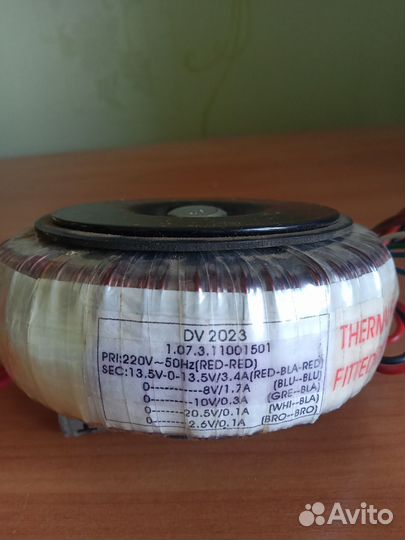 DV 2023
1.07.3.11001501
PRI:220V~50Hz(RED-RED)
SEC:13.5V-0-13.5V/3.4A(RED-BLA-RED)
0-------8V/1.7A (BLU--BLU)
0-------10V/0.3A (GRE--BLA)
0-------20.5V/0.1A (WHI--BLA)
0-------2.6V/0.1A (BRO--BRO)
FITTED
Avito